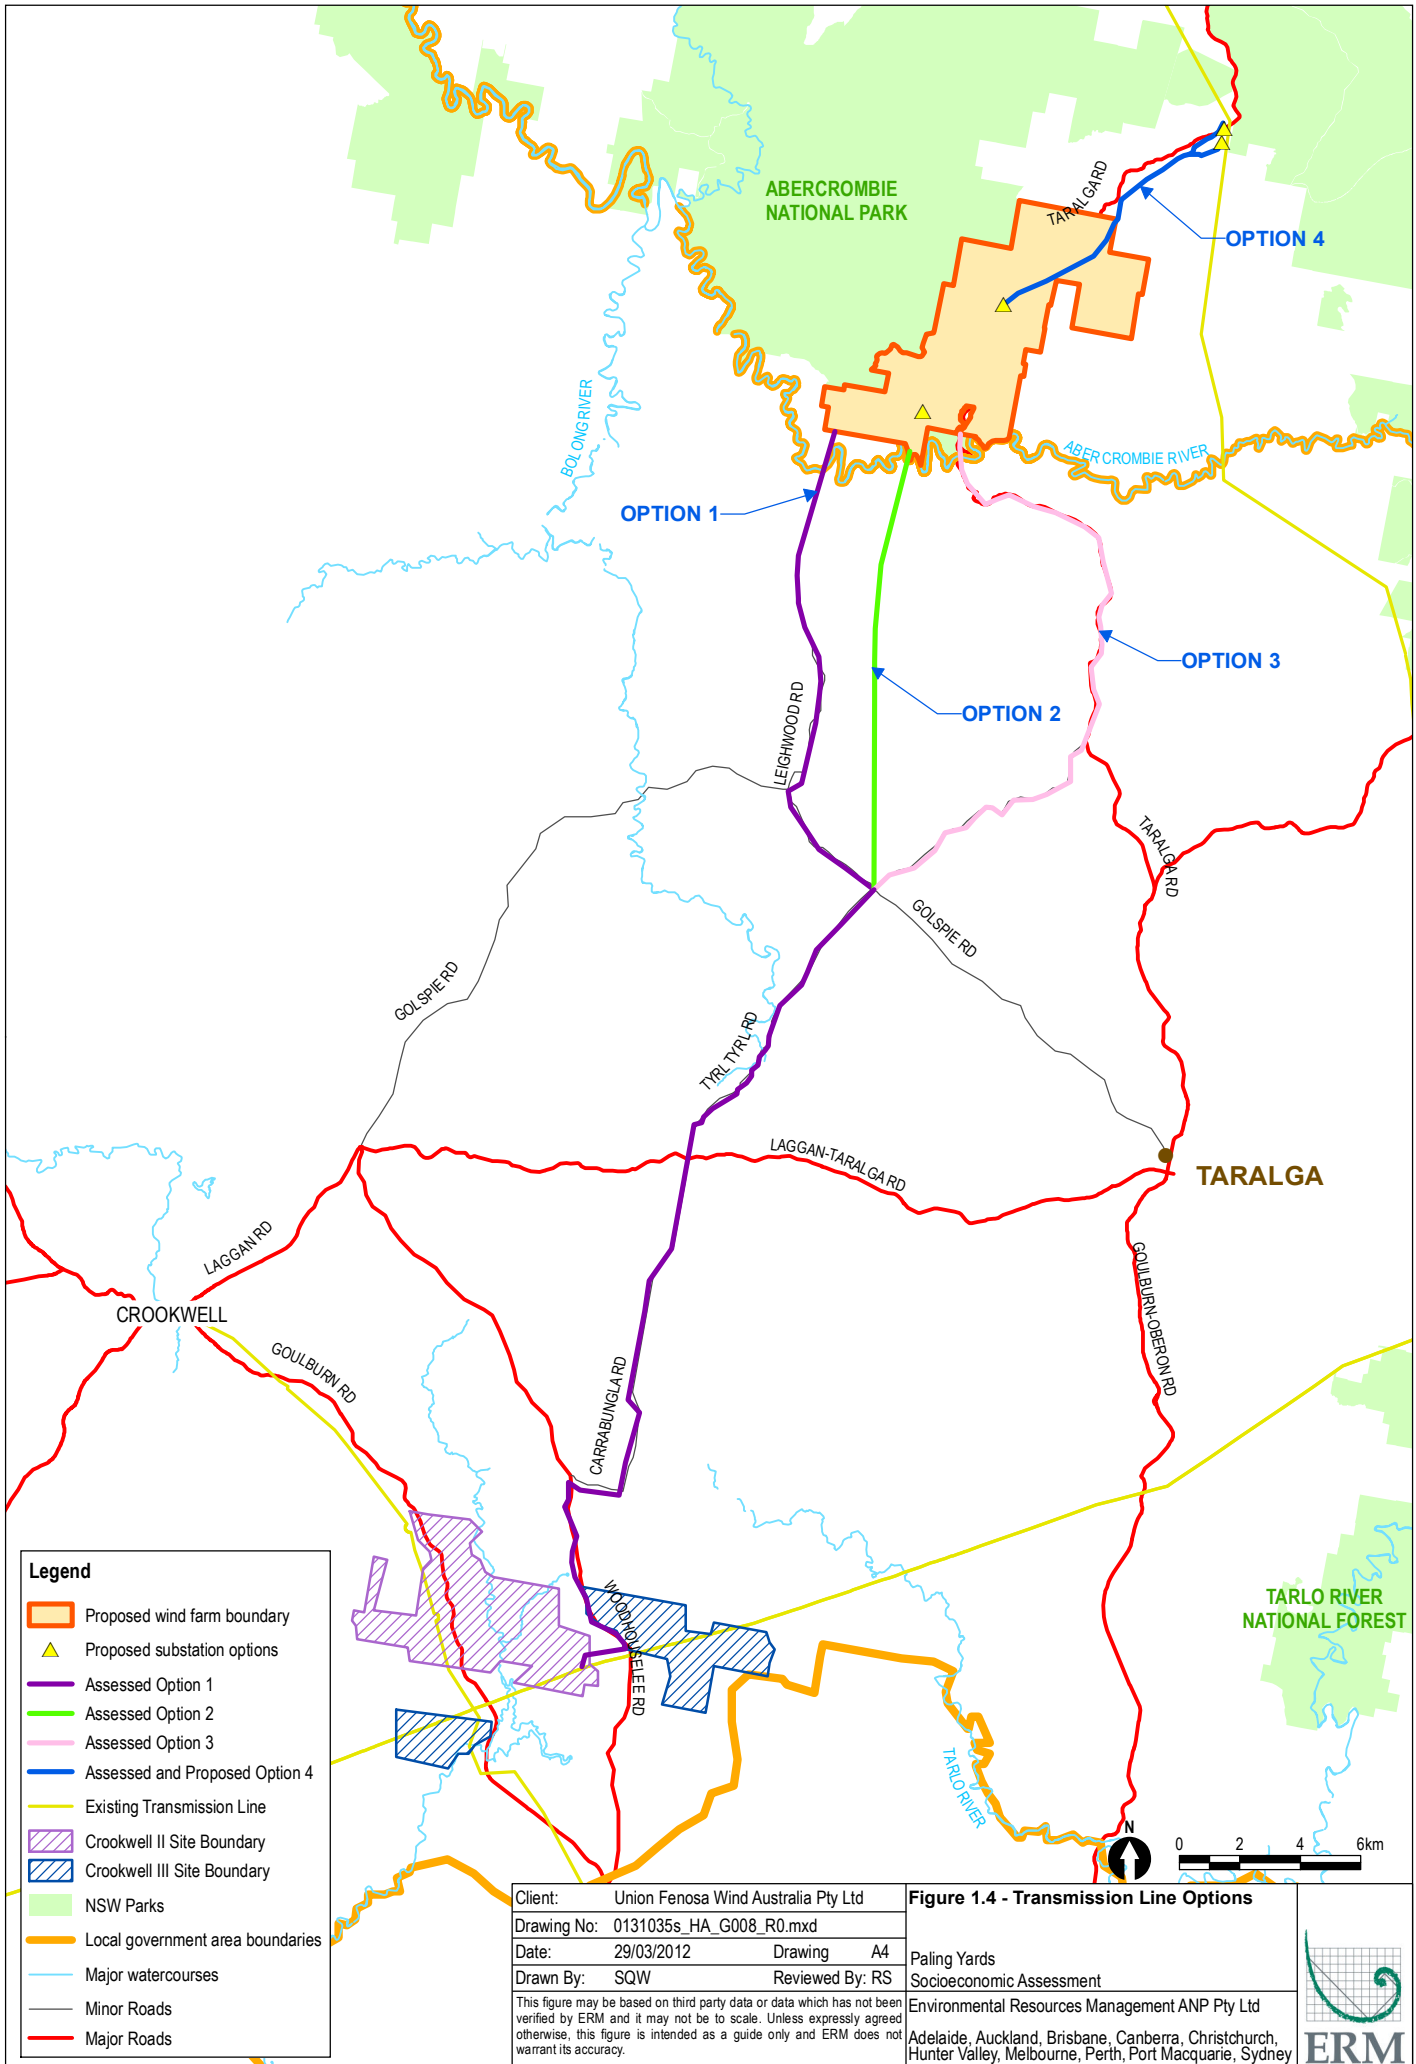 ABERCROMBIE
NATIONAL PARK
TARALGA RD
OPTION 4
BOLONG RIVER
ABERCROMBIE RIVER
OPTION 1
OPTION 3
OPTION 2
LEIGHWOOD RD
TARALGA RD
GOLSPIE RD
GOLSPIE RD
TYRL TYRL RD
LAGGAN-TARALGA RD
TARALGA
LAGGAN RD
GOULBURN-OBERON RD
CROOKWELL
GOULBURN RD
CARRABUNGLA RD
WOODHOUSELEE RD
TARLO RIVER
NATIONAL FOREST
TARLO RIVER
Legend
Proposed wind farm boundary
Proposed substation options
Assessed Option 1
Assessed Option 2
Assessed Option 3
Assessed and Proposed Option 4
Existing Transmission Line
Crookwell II Site Boundary
Crookwell III Site Boundary
NSW Parks
Local government area boundaries
Major watercourses
Minor Roads
Major Roads
N
0 2 4 6km
Client: Union Fenosa Wind Australia Pty Ltd
Drawing No: 0131035s_HA_G008_R0.mxd
Date: 29/03/2012 Drawing A4
Drawn By: SQW Reviewed By: RS
This figure may be based on third party data or data which has not been
verified by ERM and it may not be to scale. Unless expressly agreed
otherwise, this figure is intended as a guide only and ERM does not
warrant its accuracy.
Figure 1.4 - Transmission Line Options
Paling Yards
Socioeconomic Assessment
Environmental Resources Management ANP Pty Ltd
Adelaide, Auckland, Brisbane, Canberra, Christchurch,
Hunter Valley, Melbourne, Perth, Port Macquarie, Sydney
ERM